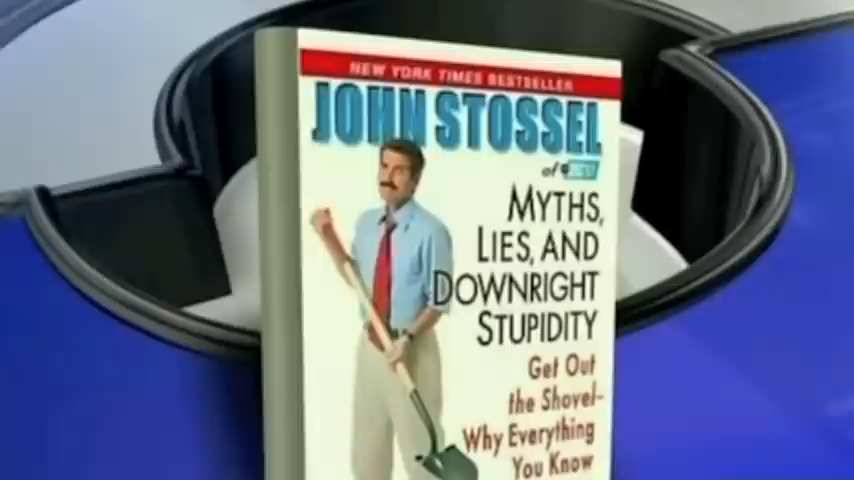 NEW YORK TIMES BESTSELLER
JOHN STOSSEL
of
MYTHS,
LIES, AND
DOWNRIGHT
STUPIDITY
Get Out
the Shovel-
Why Everything
You Know